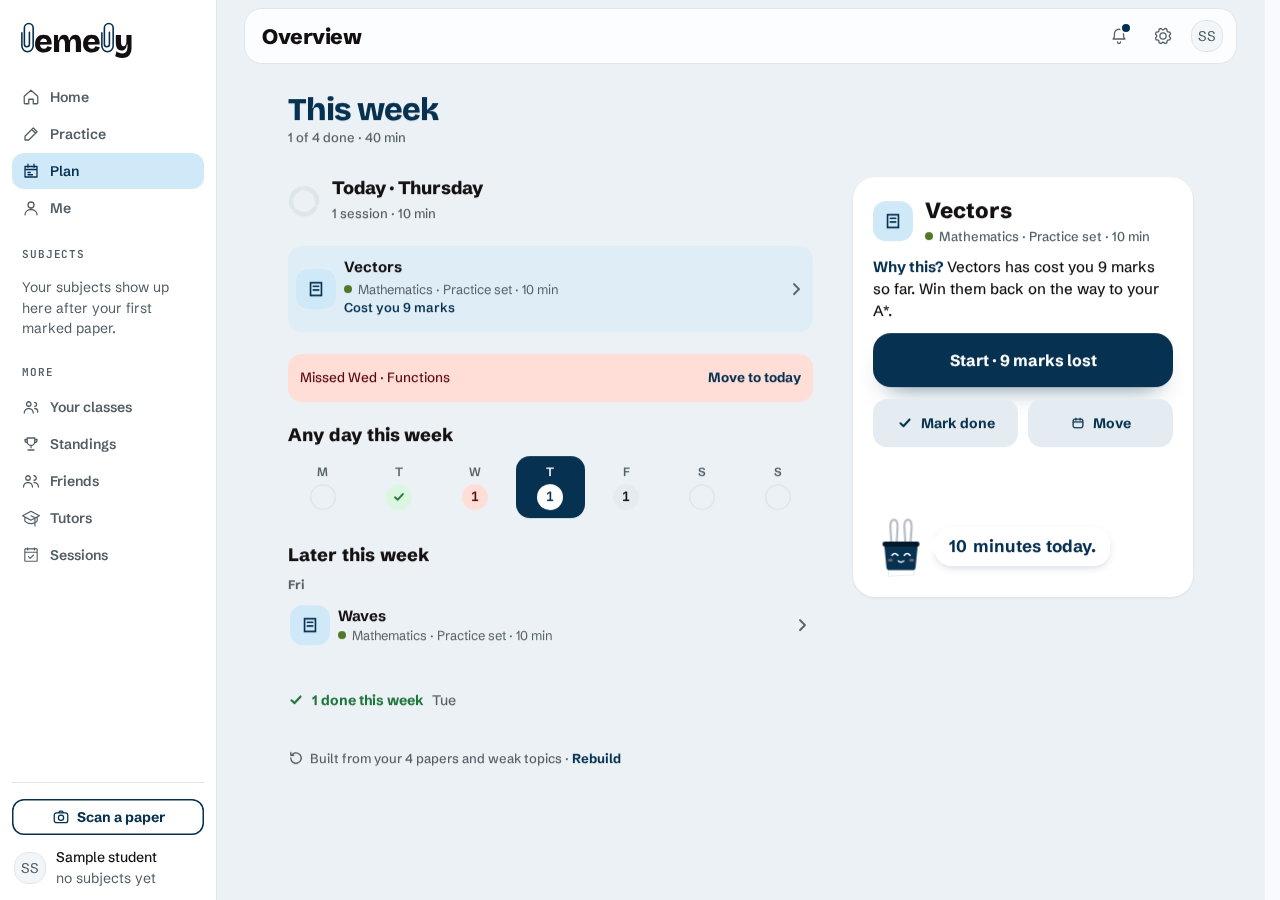 lemely
Home
Practice
Plan
Me
SUBJECTS
Your subjects show up
here after your first
marked paper.
MORE
Your classes
Standings
Friends
Tutors
Sessions
Scan a paper
SS
Sample student
no subjects yet
Overview
SS
This week
1 of 4 done · 40 min
Today · Thursday
1 session · 10 min
Vectors
Mathematics · Practice set · 10 min
Cost you 9 marks
Missed Wed · Functions
Move to today
Any day this week
M T W T F S S
1 1 1
Later this week
Fri
Waves
Mathematics · Practice set · 10 min
1 done this week Tue
Built from your 4 papers and weak topics · Rebuild
Vectors
Mathematics · Practice set · 10 min
Why this? Vectors has cost you 9 marks
so far. Win them back on the way to your
A*.
Start · 9 marks lost
Mark done
Move
10 minutes today.